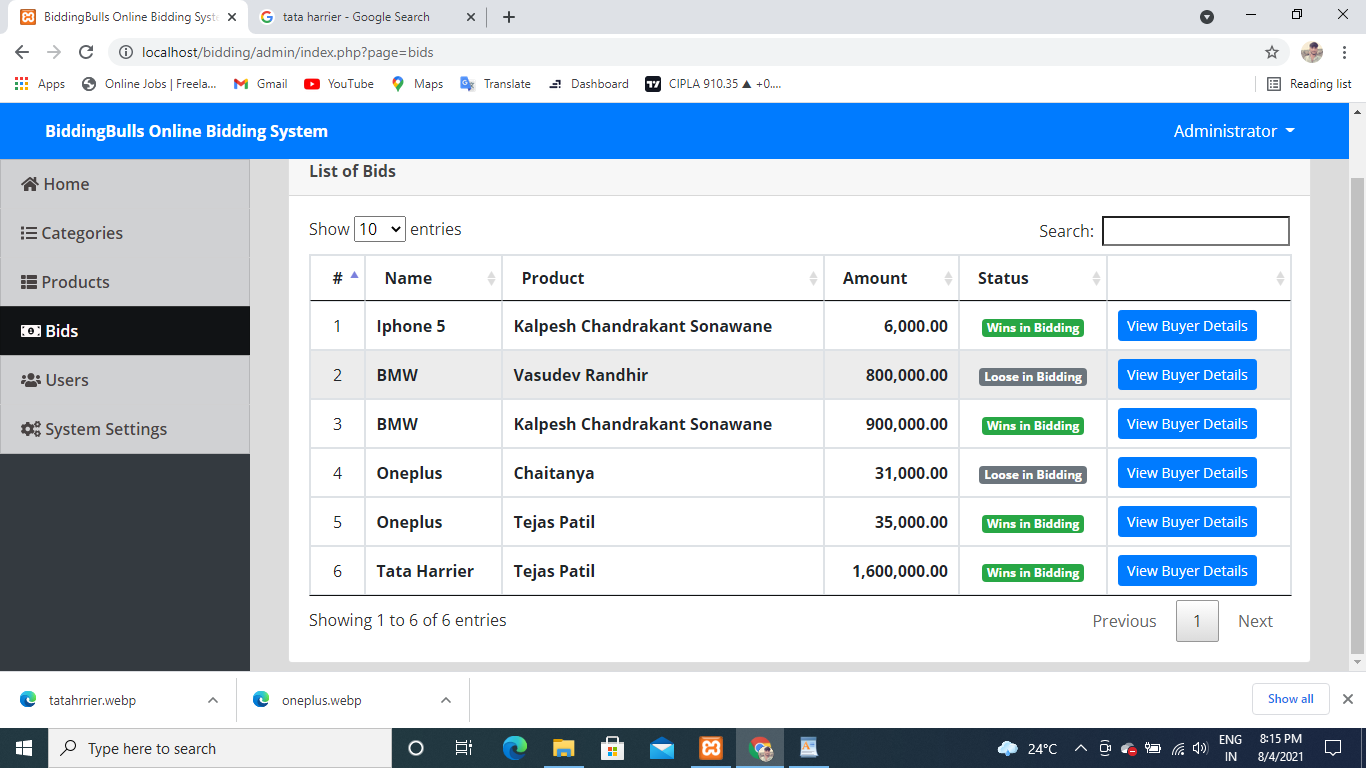 BiddingBulls Online Bidding Syst
tata harrier - Google Search
localhost/bidding/admin/index.php?page=bids
Apps Online Jobs | Freela... Gmail YouTube Maps Translate Dashboard CIPLA 910.35 ▲ +0.... Reading list
BiddingBulls Online Bidding System Administrator
Home
Categories
Products
Bids
Users
System Settings
List of Bids
Show 10 entries Search:
# Name Product Amount Status
1 Iphone 5 Kalpesh Chandrakant Sonawane 6,000.00 Wins in Bidding View Buyer Details
2 BMW Vasudev Randhir 800,000.00 Loose in Bidding View Buyer Details
3 BMW Kalpesh Chandrakant Sonawane 900,000.00 Wins in Bidding View Buyer Details
4 Oneplus Chaitanya 31,000.00 Loose in Bidding View Buyer Details
5 Oneplus Tejas Patil 35,000.00 Wins in Bidding View Buyer Details
6 Tata Harrier Tejas Patil 1,600,000.00 Wins in Bidding View Buyer Details
Showing 1 to 6 of 6 entries Previous 1 Next
tatahrrier.webp oneplus.webp Show all
Type here to search 24°C ENG 8:15 PM
IN 8/4/2021